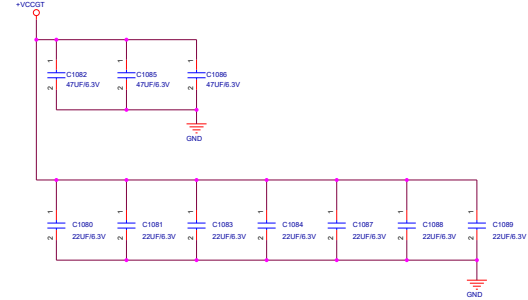 +VCCGT
1 1 1
C1082 C1085 C1086
47UF/6.3V 47UF/6.3V 47UF/6.3V
2 2 2
GND
1 1 1 1 1 1 1
C1080 C1081 C1083 C1084 C1087 C1088 C1089
22UF/6.3V 22UF/6.3V 22UF/6.3V 22UF/6.3V 22UF/6.3V 22UF/6.3V 22UF/6.3V
2 2 2 2 2 2 2
GND